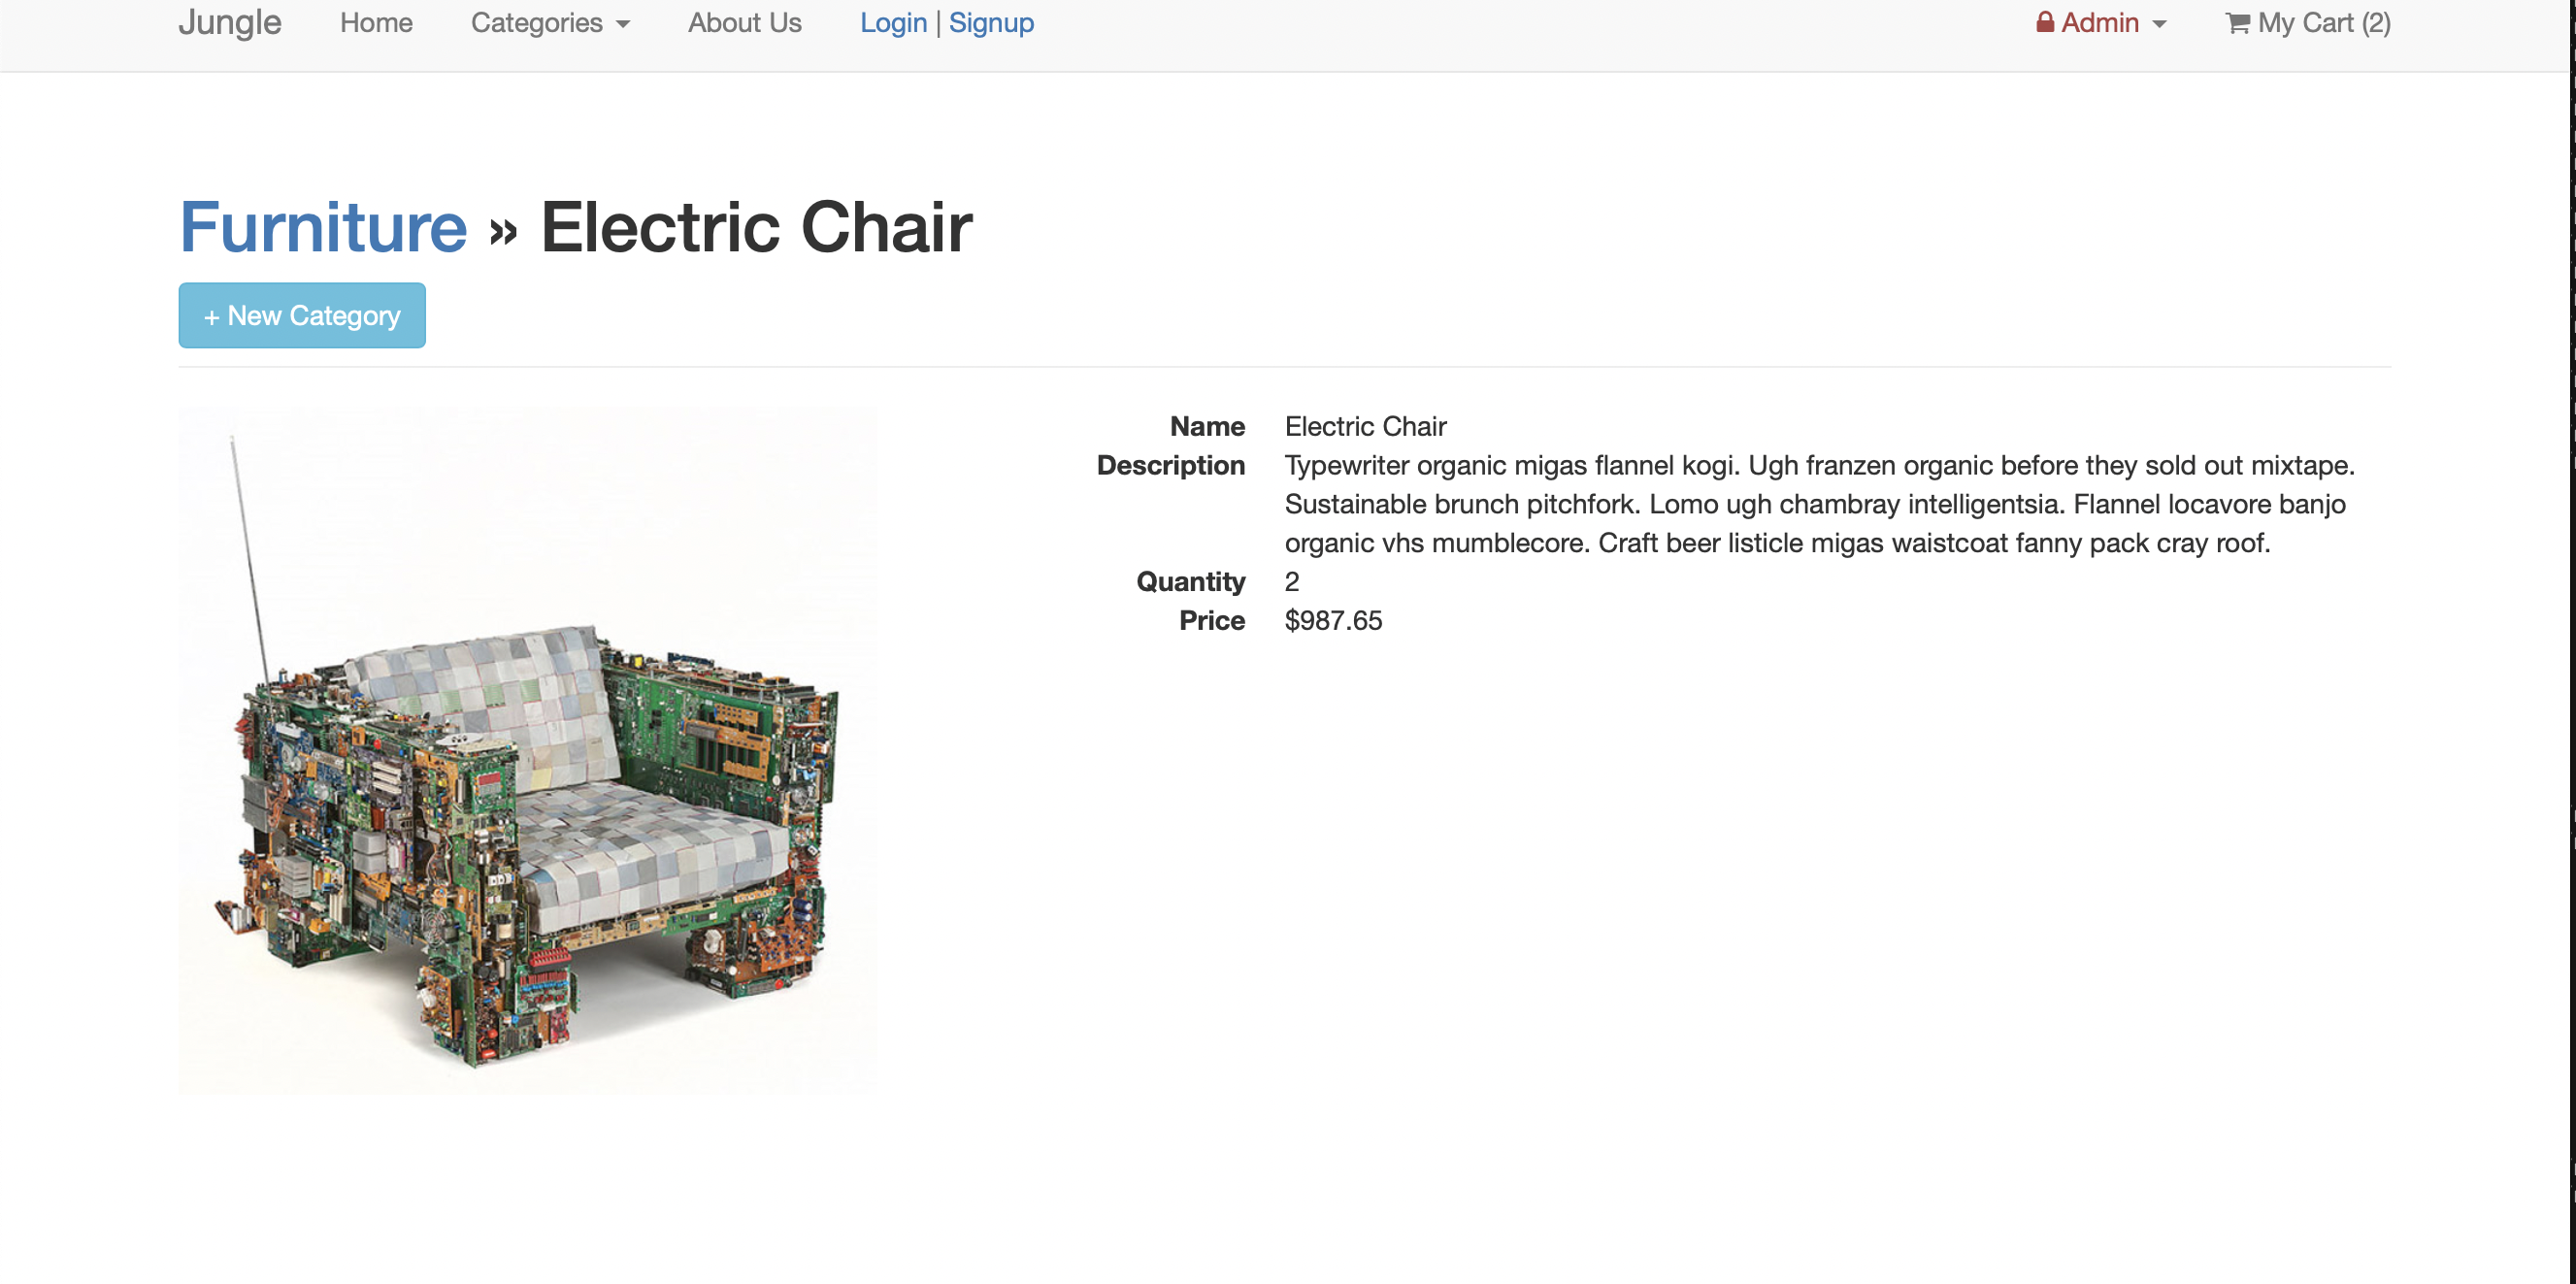 Jungle Home Categories About Us Login | Signup Admin My Cart (2)
Furniture » Electric Chair
+ New Category
Name Electric Chair
Description Typewriter organic migas flannel kogi. Ugh franzen organic before they sold out mixtape.
Sustainable brunch pitchfork. Lomo ugh chambray intelligentsia. Flannel locavore banjo
organic vhs mumblecore. Craft beer listicle migas waistcoat fanny pack cray roof.
Quantity 2
Price $987.65